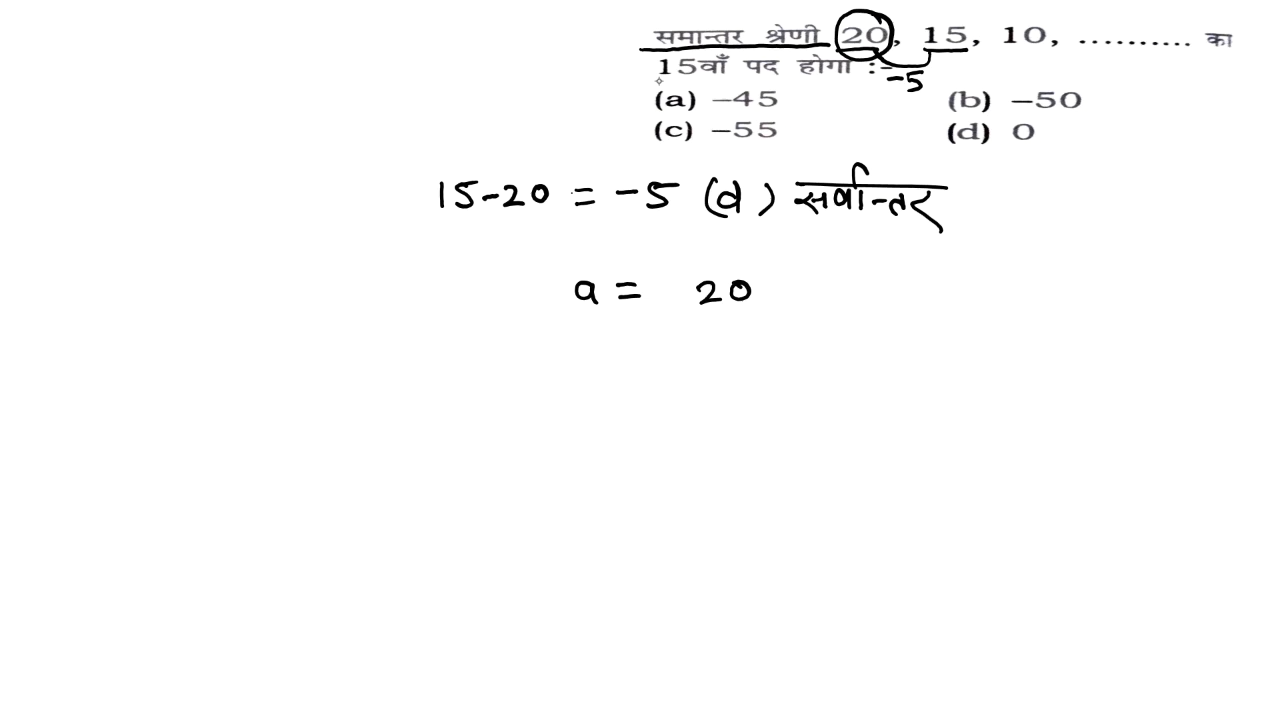 समान्तर श्रेणी 20, 15, 10, .......... का
15वाँ पद होगा :-
-5
(a) -45 (b) -50
(c) -55 (d) 0
15-20 = -5 (d) सर्वान्तर
a = 20